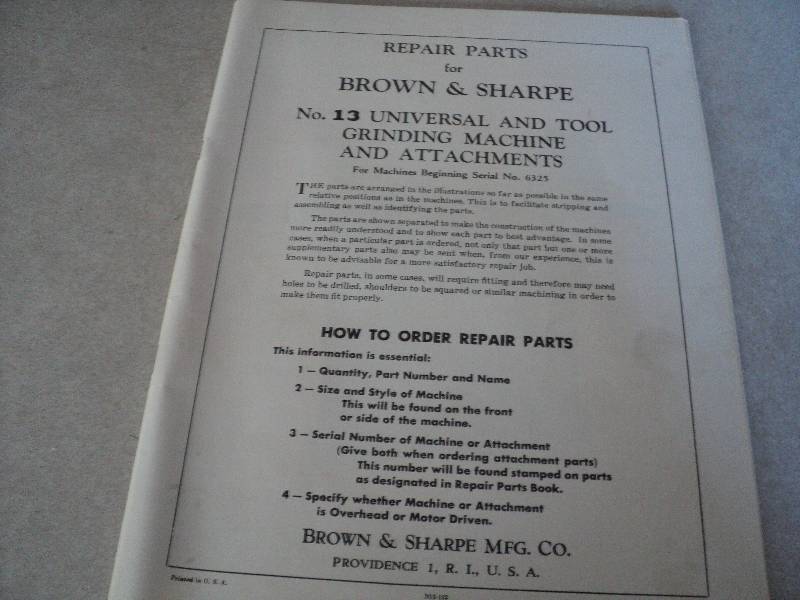 REPAIR PARTS
for
BROWN & SHARPE
No. 13 UNIVERSAL AND TOOL
GRINDING MACHINE
AND ATTACHMENTS
For Machines Beginning Serial No. 6325
THE parts are arranged in the illustrations so far as possible in the same
relative positions as in the machines. This is to facilitate stripping and
assembling as well as identifying the parts.
The parts are shown separated to make the construction of the machines
more readily understood and to show each part to best advantage. In some
cases, when a particular part is ordered, not only that part but one or more
supplementary parts also may be sent when, from our experience, this is
known to be advisable for a more satisfactory repair job.
Repair parts, in some cases, will require fitting and therefore may need
holes to be drilled, shoulders to be squared or similar machining in order to
make them fit properly.
HOW TO ORDER REPAIR PARTS
This information is essential:
1 — Quantity, Part Number and Name
2 — Size and Style of Machine
This will be found on the front
or side of the machine.
3 — Serial Number of Machine or Attachment
(Give both when ordering attachment parts)
This number will be found stamped on parts
as designated in Repair Parts Book.
4 — Specify whether Machine or Attachment
is Overhead or Motor Driven.
BROWN & SHARPE MFG. CO.
PROVIDENCE 1, R. I., U. S. A.
Printed in U. S. A.